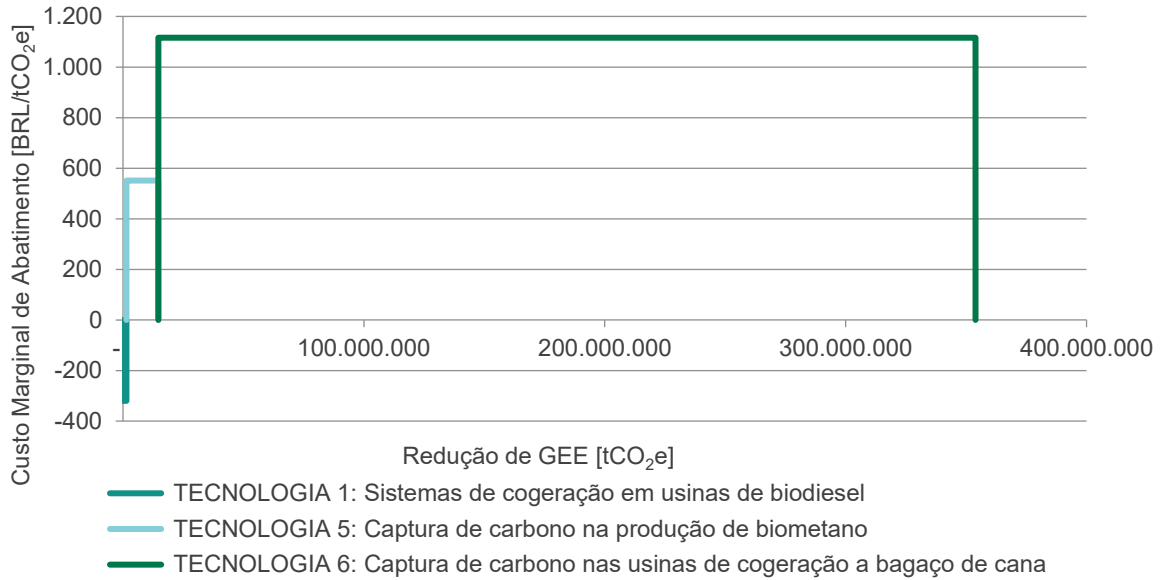 Custo Marginal de Abatimento [BRL/tCO₂e]
1.200
1.000
800
600
400
200
0
-200
-400
-
100.000.000
200.000.000
300.000.000
400.000.000
Redução de GEE [tCO₂e]
TECNOLOGIA 1: Sistemas de cogeração em usinas de biodiesel
TECNOLOGIA 5: Captura de carbono na produção de biometano
TECNOLOGIA 6: Captura de carbono nas usinas de cogeração a bagaço de cana